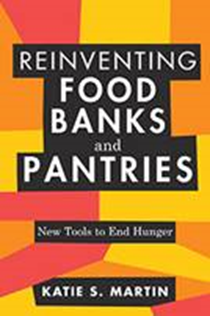 REINVENTING
FOOD
BANKS
and
PANTRIES
New Tools to End Hunger
KATIE S. MARTIN